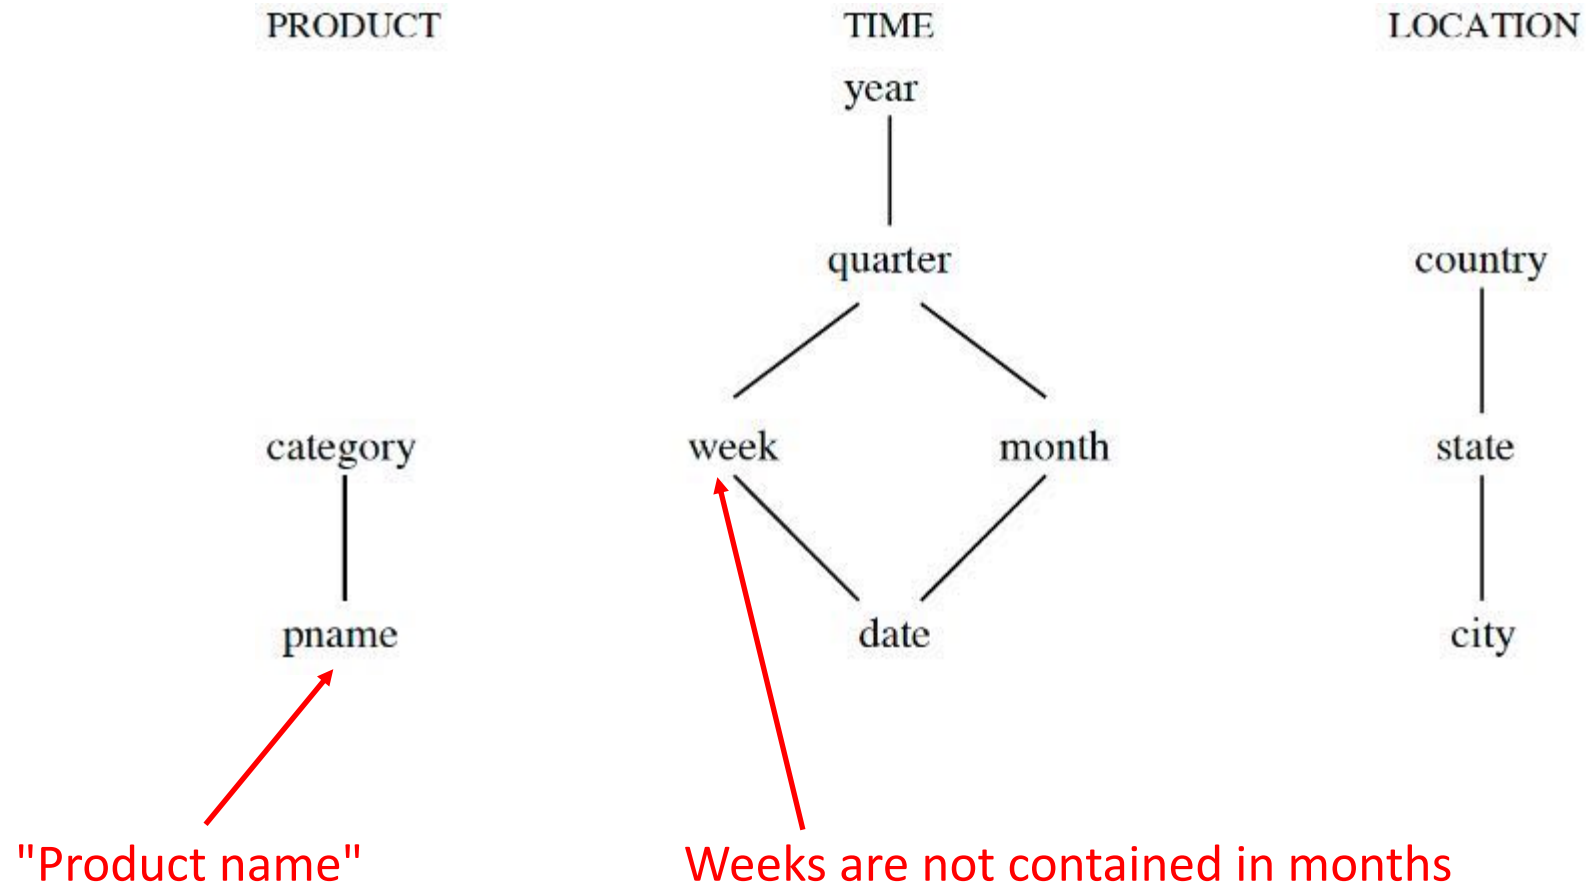 PRODUCT TIME LOCATION
year
quarter country
category week month state
pname date city
"Product name" Weeks are not contained in months